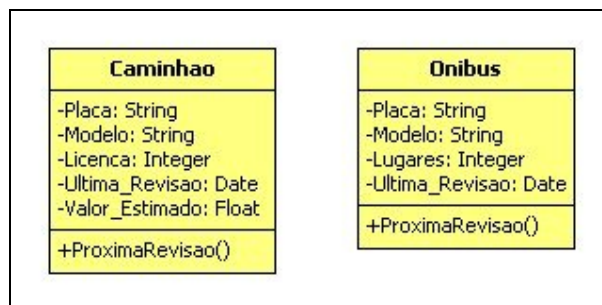 Caminhao
-Placa: String
-Modelo: String
-Licenca: Integer
-Ultima_Revisao: Date
-Valor_Estimado: Float
+ProximaRevisao()
Onibus
-Placa: String
-Modelo: String
-Lugares: Integer
-Ultima_Revisao: Date
+ProximaRevisao()